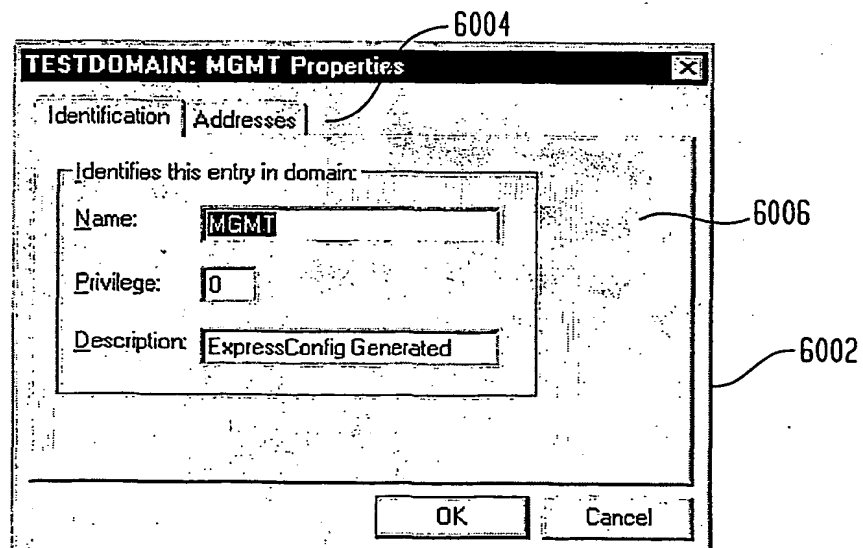 6004
TESTDOMAIN: MGMT Properties
Identification Addresses
Identifies this entry in domain:
Name: MGMT
6006
Privilege: 0
Description: ExpressConfig Generated
6002
OK Cancel